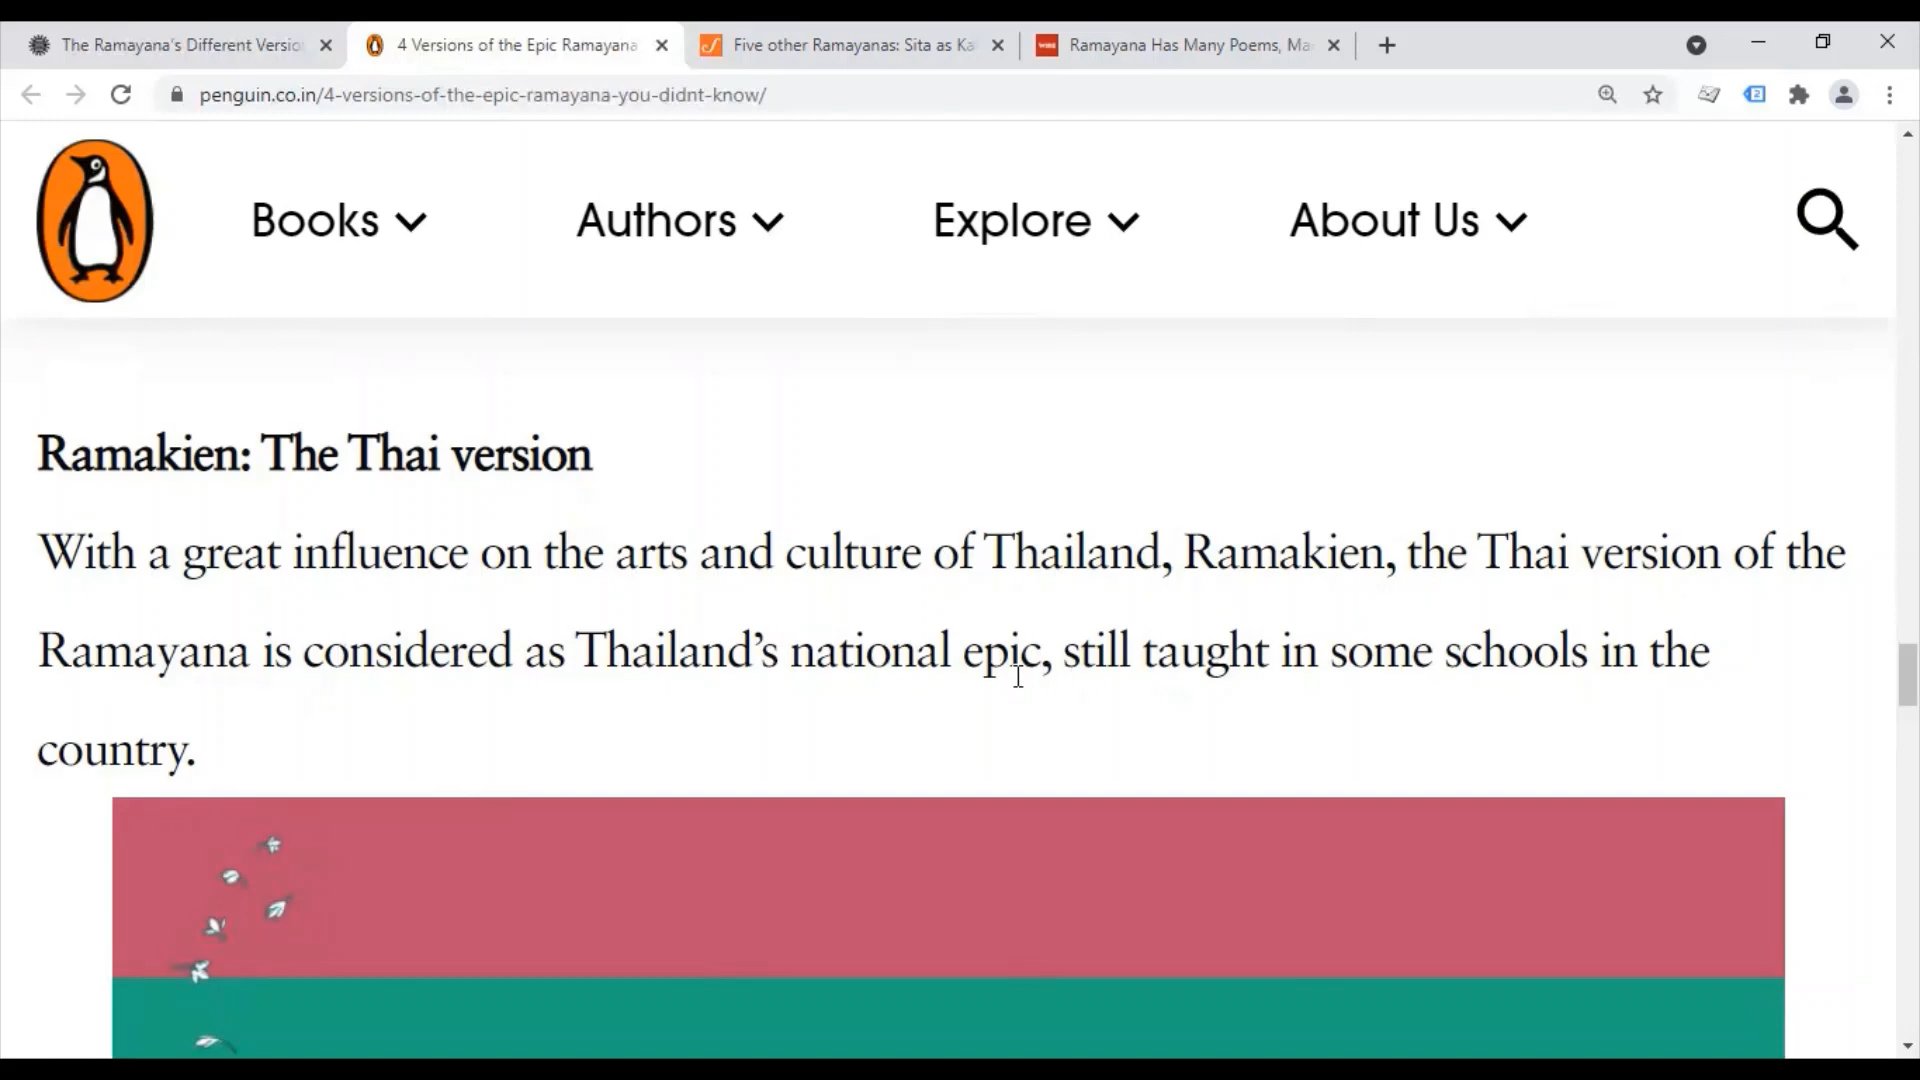 The Ramayana's Different Versio
4 Versions of the Epic Ramayana
Five other Ramayanas: Sita as Ka
Ramayana Has Many Poems, Ma
penguin.co.in/4-versions-of-the-epic-ramayana-you-didnt-know/
Books
Authors
Explore
About Us
Ramakien: The Thai version
With a great influence on the arts and culture of Thailand, Ramakien, the Thai version of the
Ramayana is considered as Thailand’s national epic, still taught in some schools in the
country.